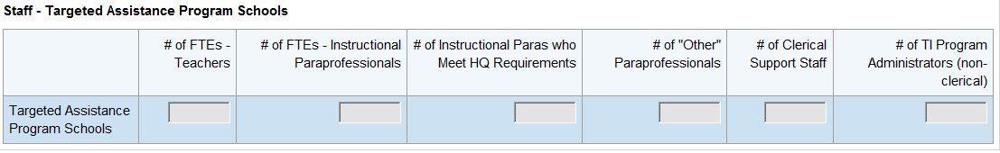 Staff - Targeted Assistance Program Schools
# of FTEs -
Teachers
# of FTEs - Instructional
Paraprofessionals
# of Instructional Paras who
Meet HQ Requirements
# of "Other"
Paraprofessionals
# of Clerical
Support Staff
# of TI Program
Administrators (non-
clerical)
Targeted Assistance
Program Schools